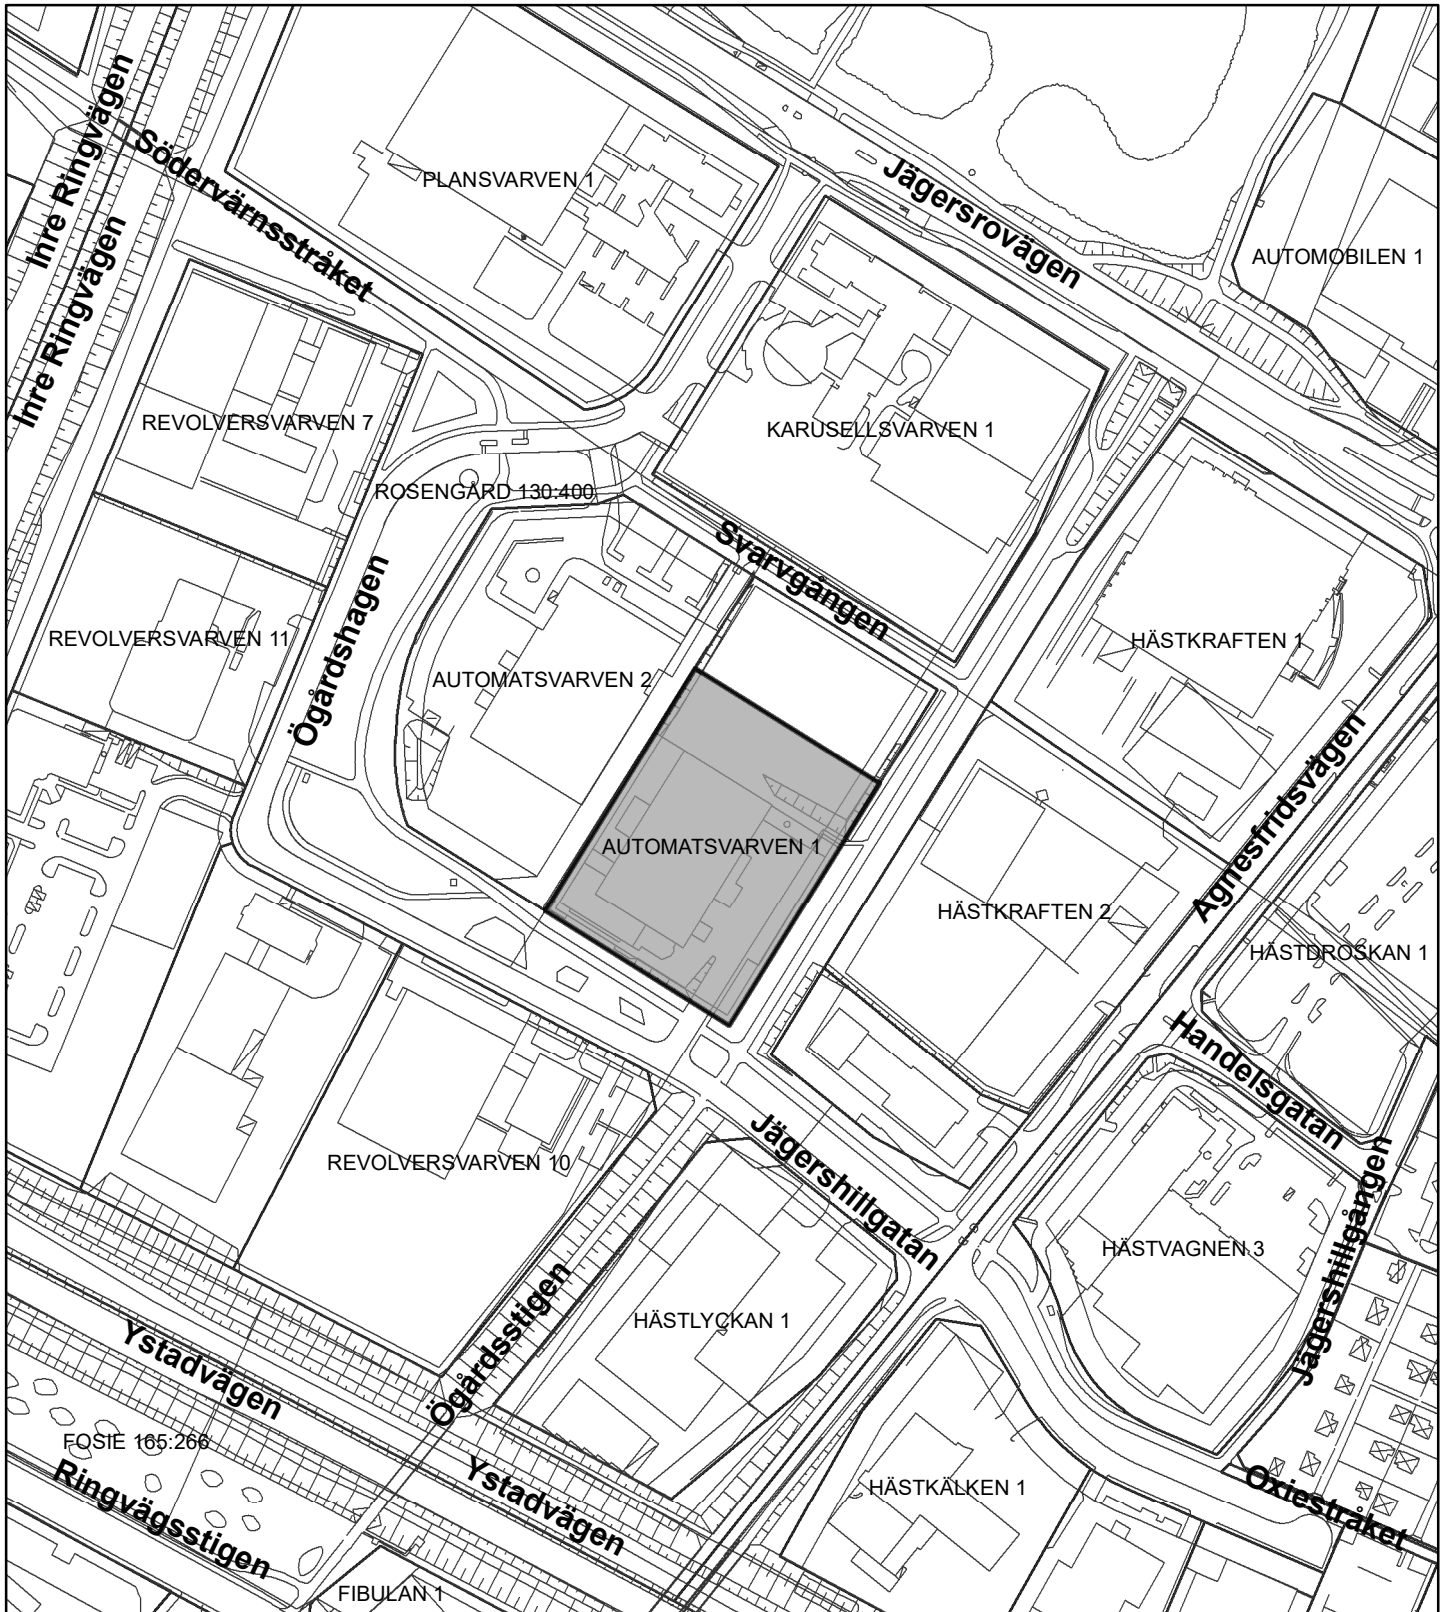 Inre Ringvägen
Södervärnsstråket
PLANSVARVEN 1
Jägersrovägen
AUTOMOBILEN 1
Inre Ringvägen
REVOLVERSVARVEN 7
KARUSELLSVARVEN 1
ROSENGÅRD 130:400
Svarvgången
Ögårdshagen
REVOLVERSVARVEN 11
HÄSTKRAFTEN 1
AUTOMATSVARVEN 2
Agnesfridsvägen
AUTOMATSVARVEN 1
HÄSTKRAFTEN 2
HÄSTDROSKAN 1
Handelsgatan
REVOLVERSVARVEN 10
Jägershillgatan
Jägershillgången
HÄSTVAGNEN 3
HÄSTLYCKAN 1
Ögårdsstigen
Ystadvägen
FOSIE 165:266
Ringvägsstigen
Ystadvägen
HÄSTKÄLKEN 1
Oxiestråket
FIBULAN 1